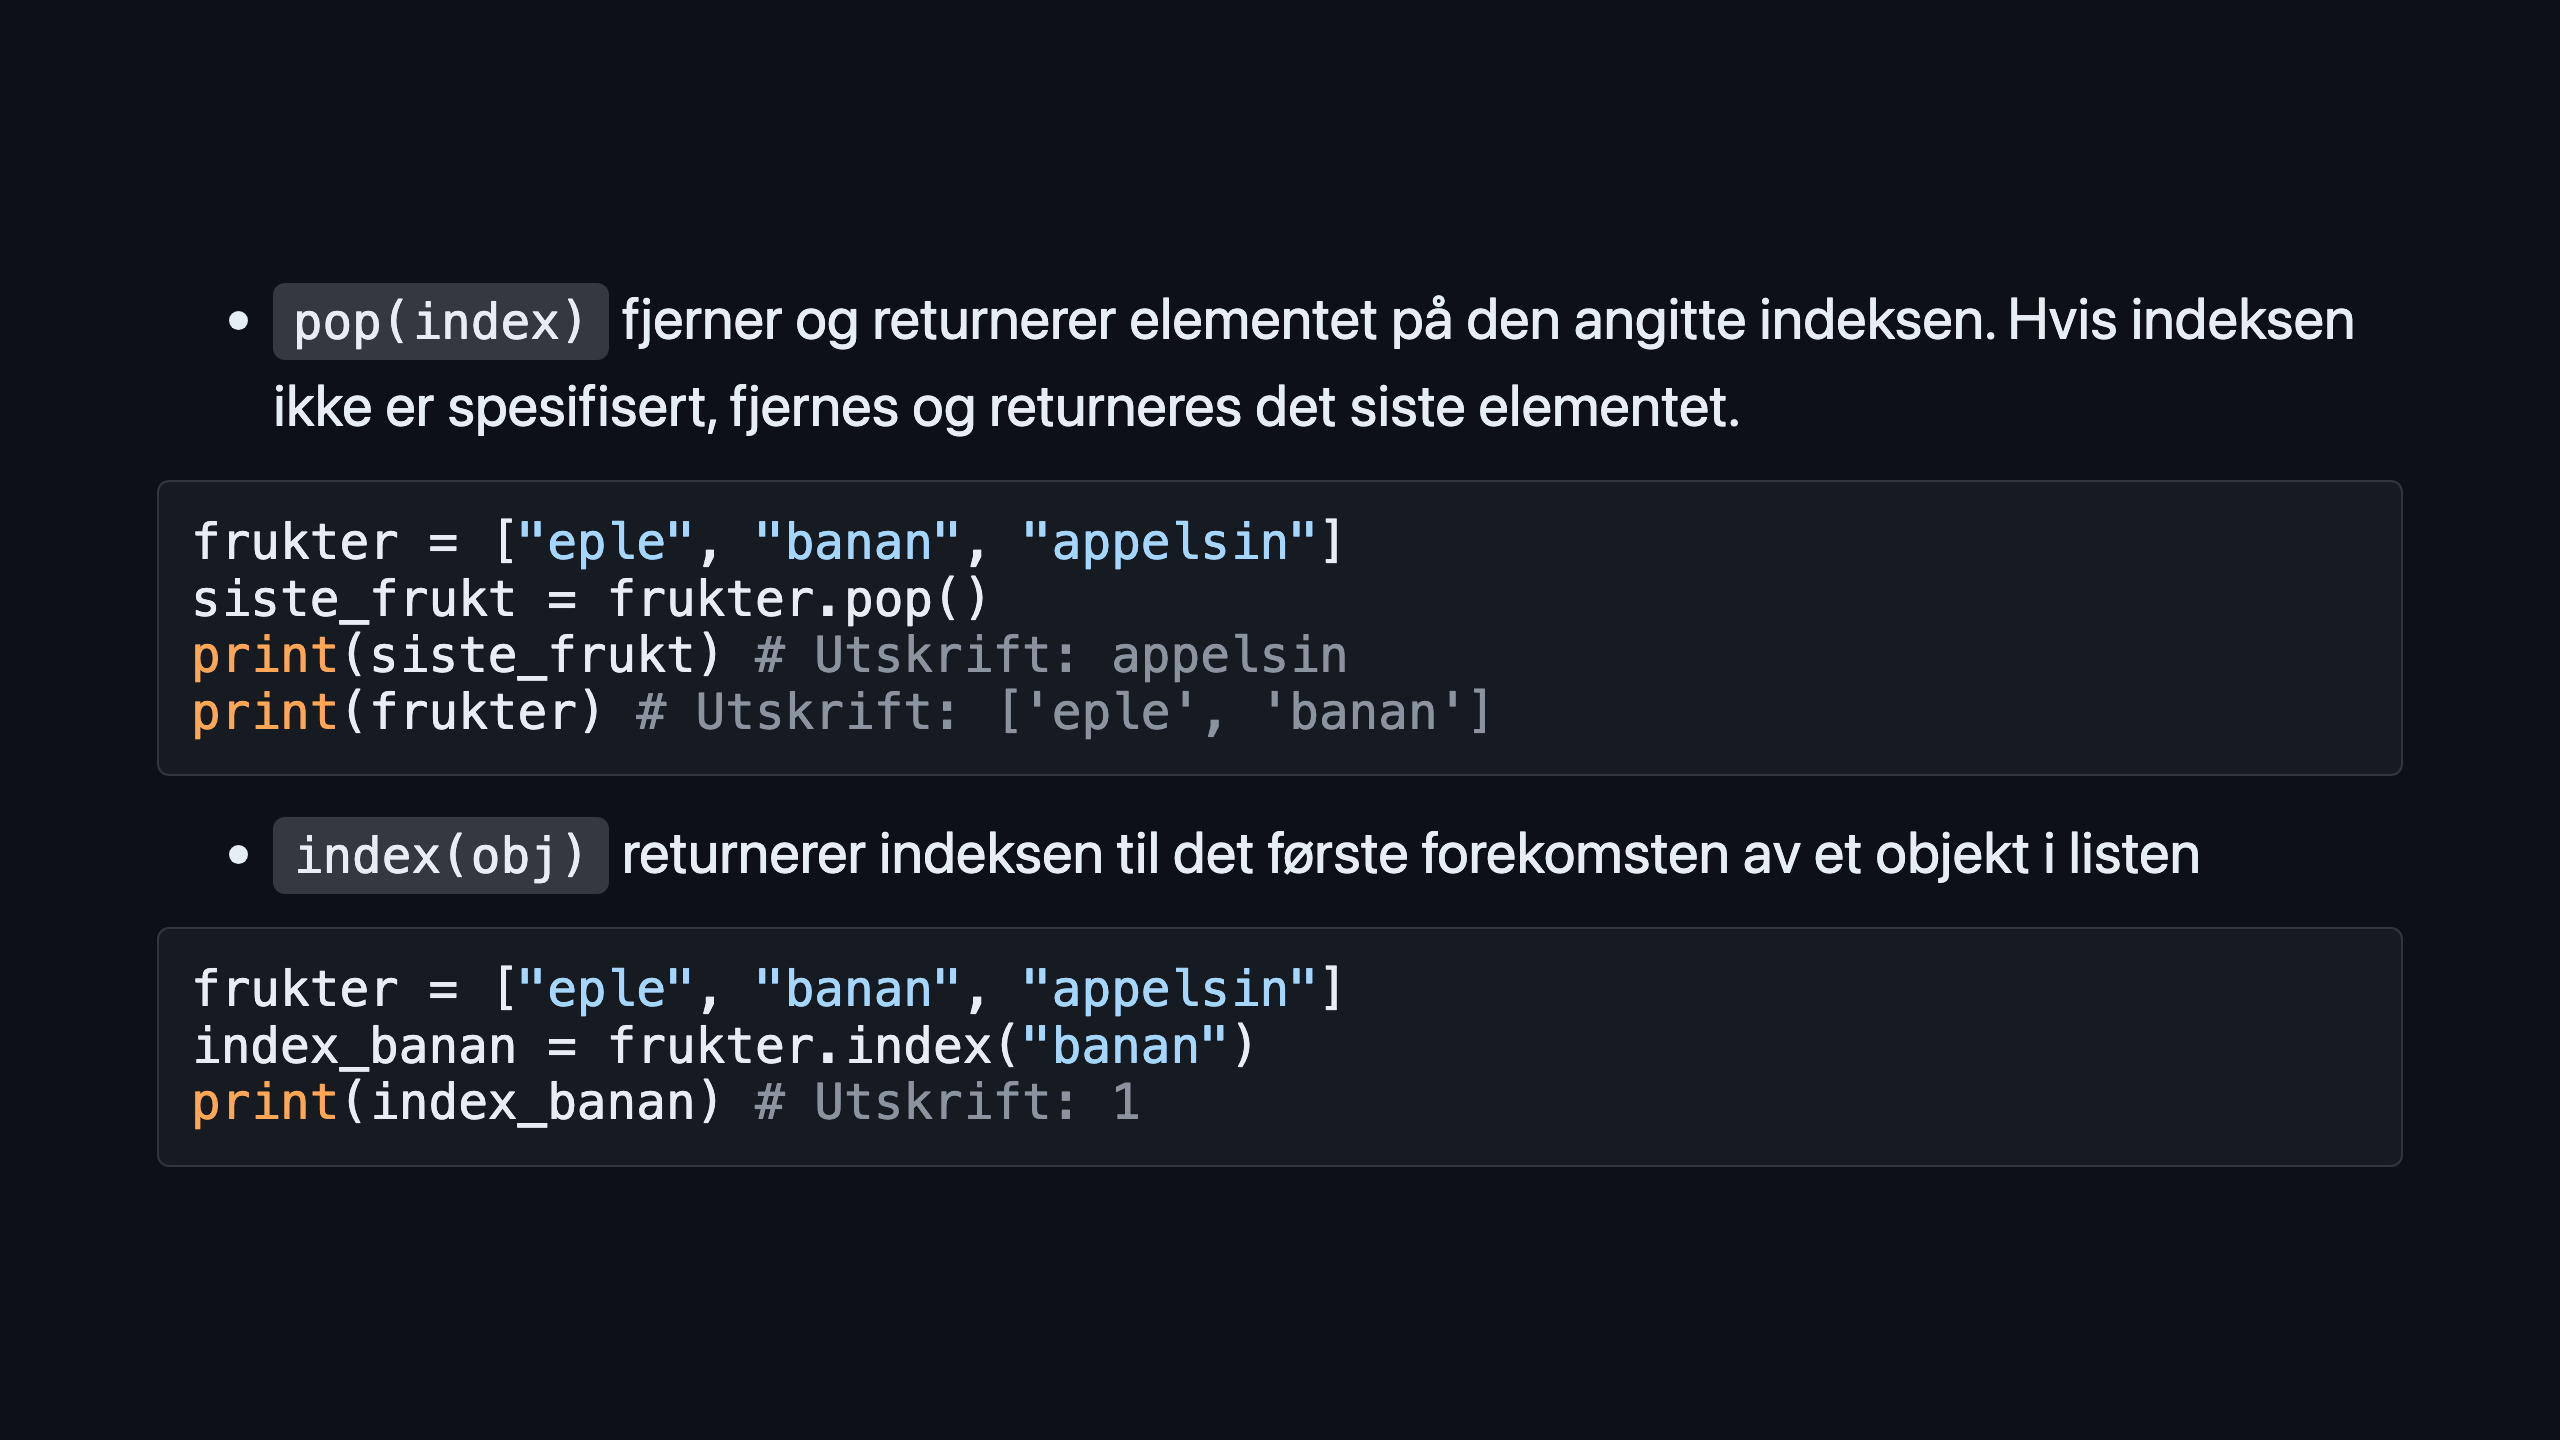 • pop(index) fjerner og returnerer elementet på den angitte indeksen. Hvis indeksen
ikke er spesifisert, fjernes og returneres det siste elementet.
frukter = ["eple", "banan", "appelsin"]
siste_frukt = frukter.pop()
print(siste_frukt) # Utskrift: appelsin
print(frukter) # Utskrift: ['eple', 'banan']
• index(obj) returnerer indeksen til det første forekomsten av et objekt i listen
frukter = ["eple", "banan", "appelsin"]
index_banan = frukter.index("banan")
print(index_banan) # Utskrift: 1